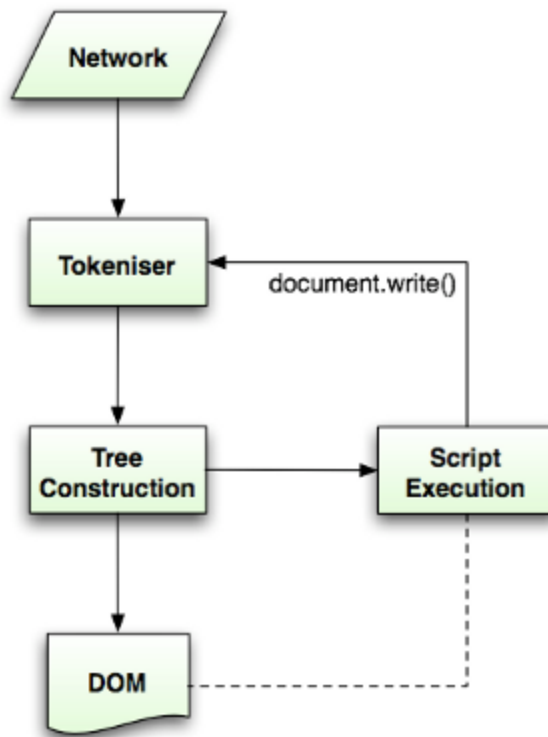 Network
Tokeniser
document.write()
Tree
Construction
Script
Execution
DOM